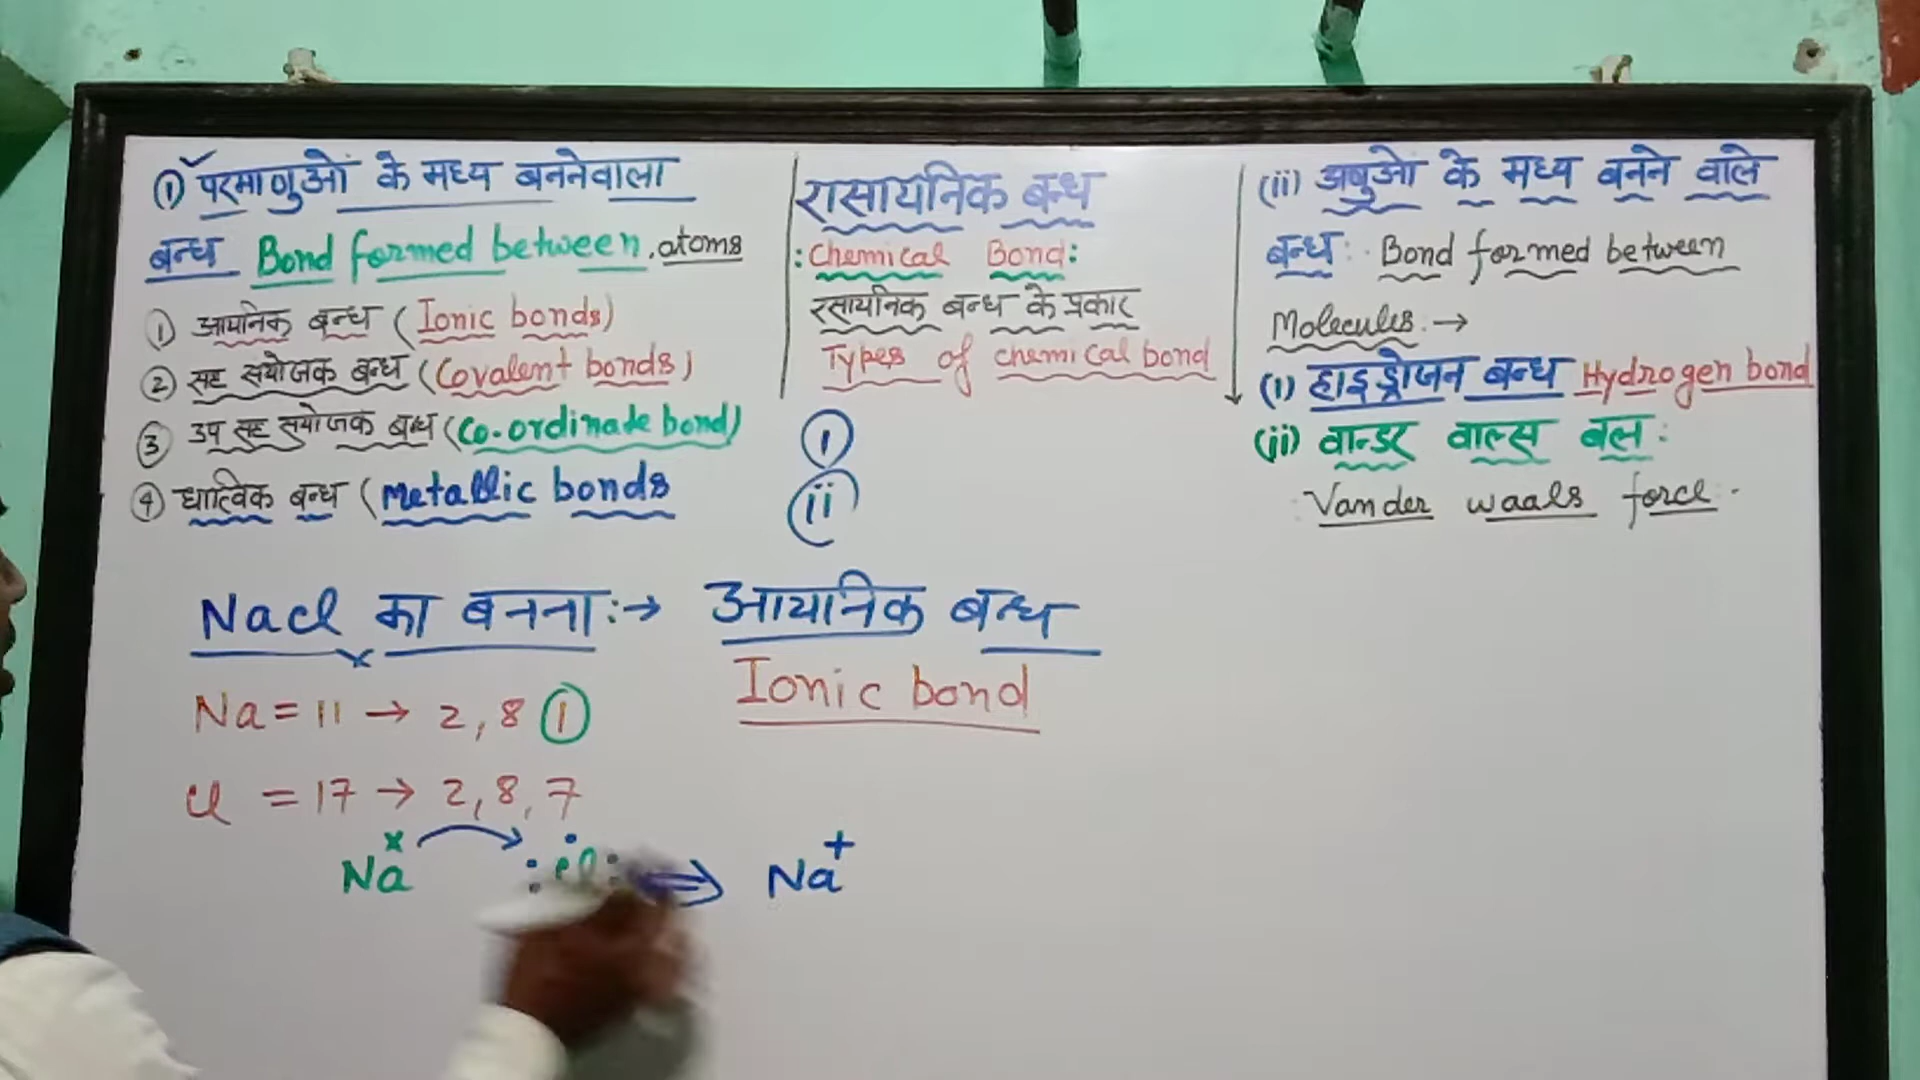 ① परमाणुओं के मध्य बननेवाला
बन्ध Bond formed between atoms
① आयनिक बन्ध (Ionic bonds)
② सह संयोजक बन्ध (Covalent bonds)
③ उप सह संयोजक बन्ध (Co-ordinate bond)
④ धात्विक बन्ध (Metallic bonds
रासायनिक बन्ध
:Chemical Bond:
रसायनिक बन्ध के प्रकार
Types of chemical bond
(i)
(ii)
(ii) अणुओं के मध्य बनने वाले
बन्ध: Bond formed between
Molecules: →
(i) हाइड्रोजन बन्ध Hydrogen bond
(ii) वान्डर वाल्स बल:
Vander waals force.
NaCl का बनना:→ आयनिक बन्ध
Ionic bond
Na = 11 → 2, 8 ①
Cl = 17 → 2, 8, 7
Na Cl ⇒ Na+